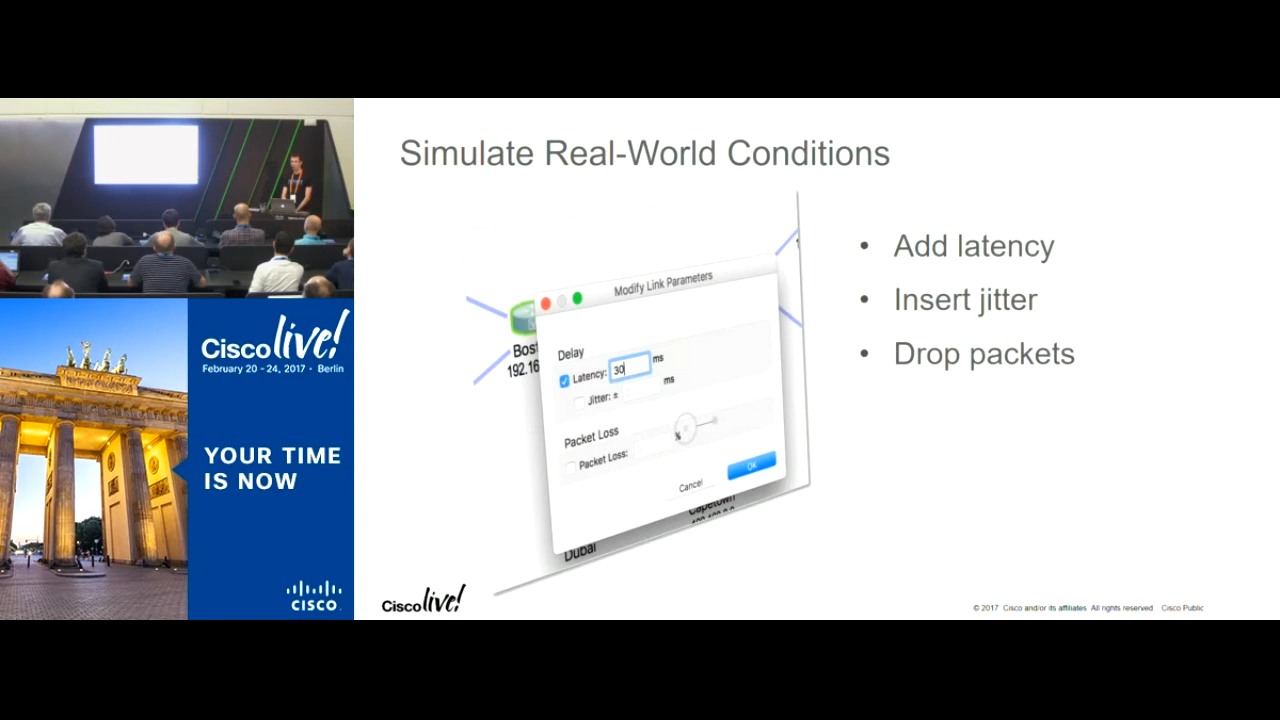 Simulate Real-World Conditions
• Add latency
• Insert jitter
• Drop packets
Modify Link Parameters
Delay
Latency: 30 ms
Jitter: ± ms
Packet Loss
Packet Loss: %
Cancel
OK
192.16
Capetown
Dubai
Cisco live!
February 20 - 24, 2017 • Berlin
YOUR TIME
IS NOW
CISCO
Cisco live!
© 2017 Cisco and/or its affiliates. All rights reserved. Cisco Public